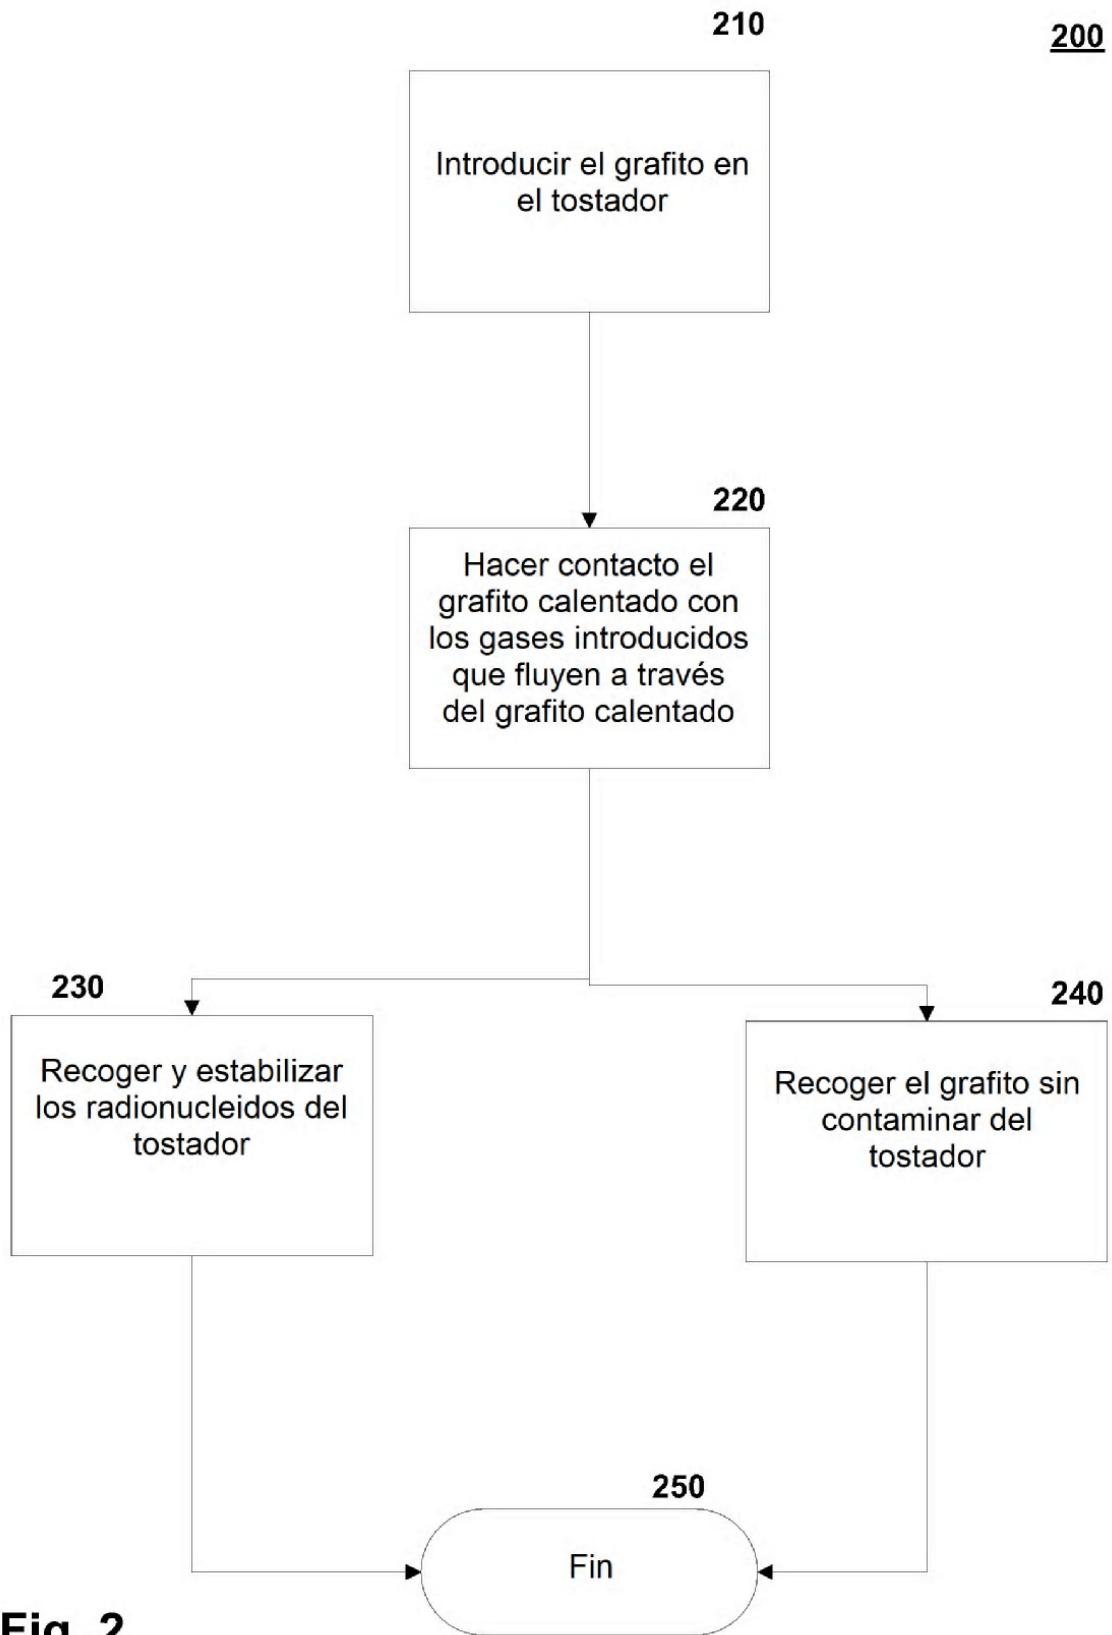 210
200
Introducir el grafito en
el tostador
220
Hacer contacto el
grafito calentado con
los gases introducidos
que fluyen a través
del grafito calentado
230
Recoger y estabilizar
los radionucleidos del
tostador
240
Recoger el grafito sin
contaminar del
tostador
250
Fin
Fig. 2